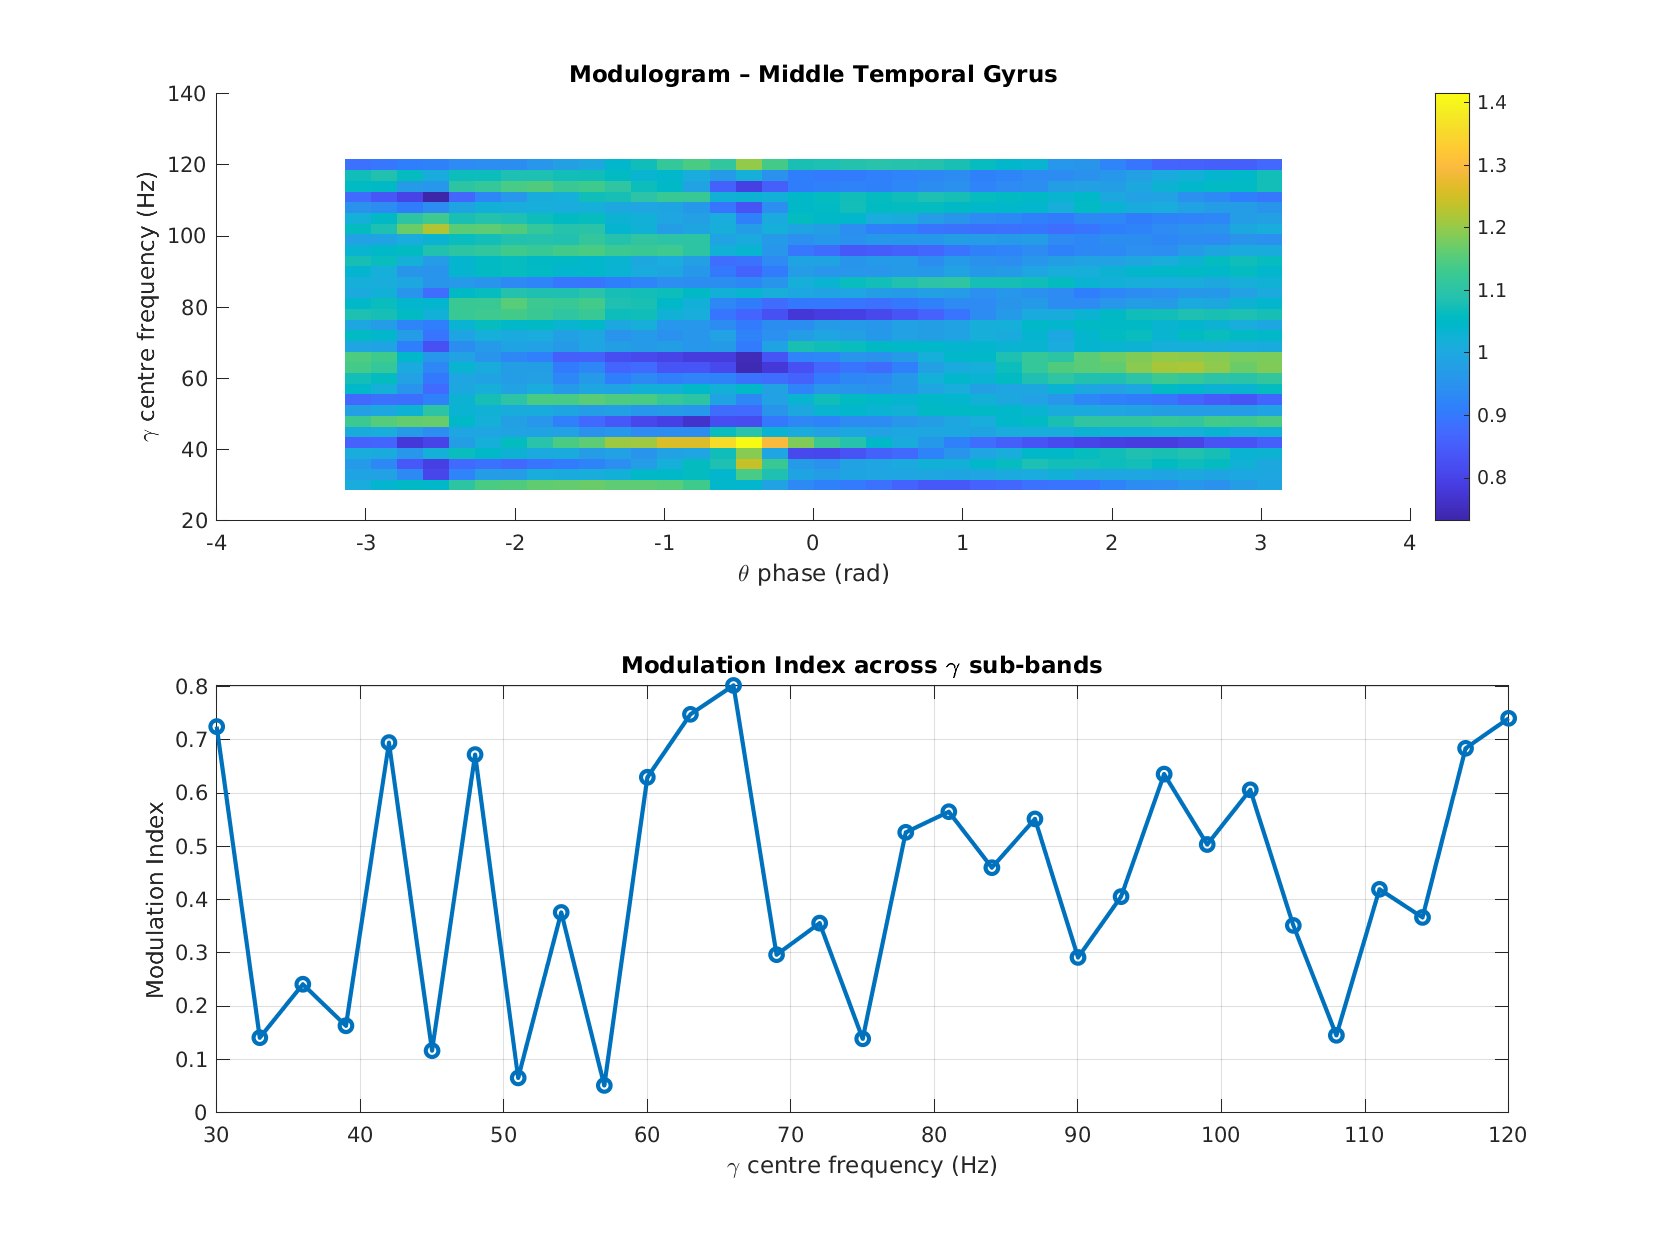 Modulogram – Middle Temporal Gyrus
140
120
100
80
60
40
20
γ centre frequency (Hz)
-4 -3 -2 -1 0 1 2 3 4
θ phase (rad)
1.4
1.3
1.2
1.1
1
0.9
0.8
Modulation Index across γ sub-bands
0.8
0.7
0.6
0.5
0.4
0.3
0.2
0.1
0
Modulation Index
30 40 50 60 70 80 90 100 110 120
γ centre frequency (Hz)